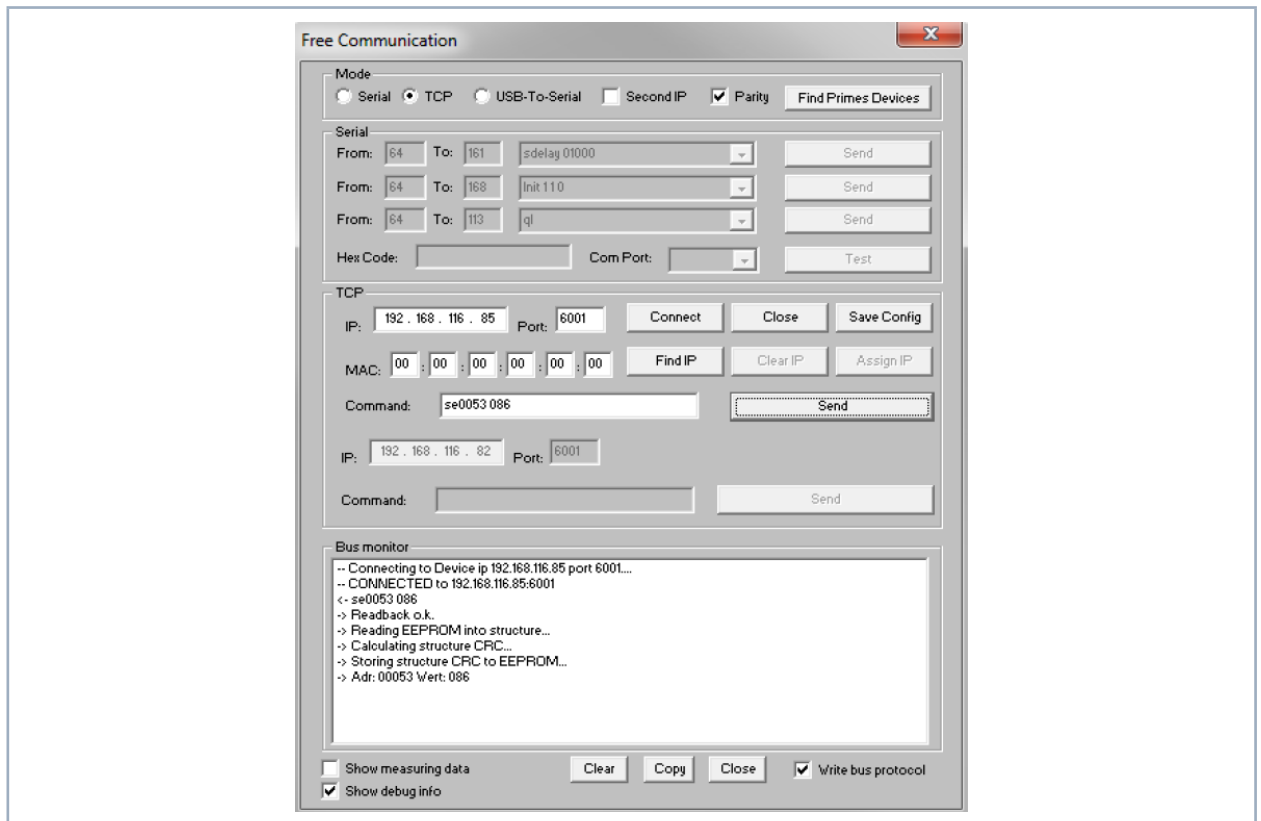 Free Communication
Mode
Serial TCP USB-To-Serial Second IP Parity Find Primes Devices
Serial
From: 64 To: 161 sdelay 01000 Send
From: 64 To: 168 Init 11 0 Send
From: 64 To: 113 ql Send
Hex Code: Com Port: Test
TCP
IP: 192 . 168 . 116 . 85 Port: 6001 Connect Close Save Config
MAC: 00 : 00 : 00 : 00 : 00 : 00 Find IP Clear IP Assign IP
Command: se0053 086 Send
IP: 192 . 168 . 116 . 82 Port: 6001
Command: Send
Bus monitor
-- Connecting to Device ip 192.168.116.85 port 6001....
-- CONNECTED to 192.168.116.85:6001
<- se0053 086
-> Readback o.k.
-> Reading EEPROM into structure...
-> Calculating structure CRC...
-> Storing structure CRC to EEPROM...
-> Adr: 00053 Wert: 086
Show measuring data Clear Copy Close Write bus protocol
Show debug info